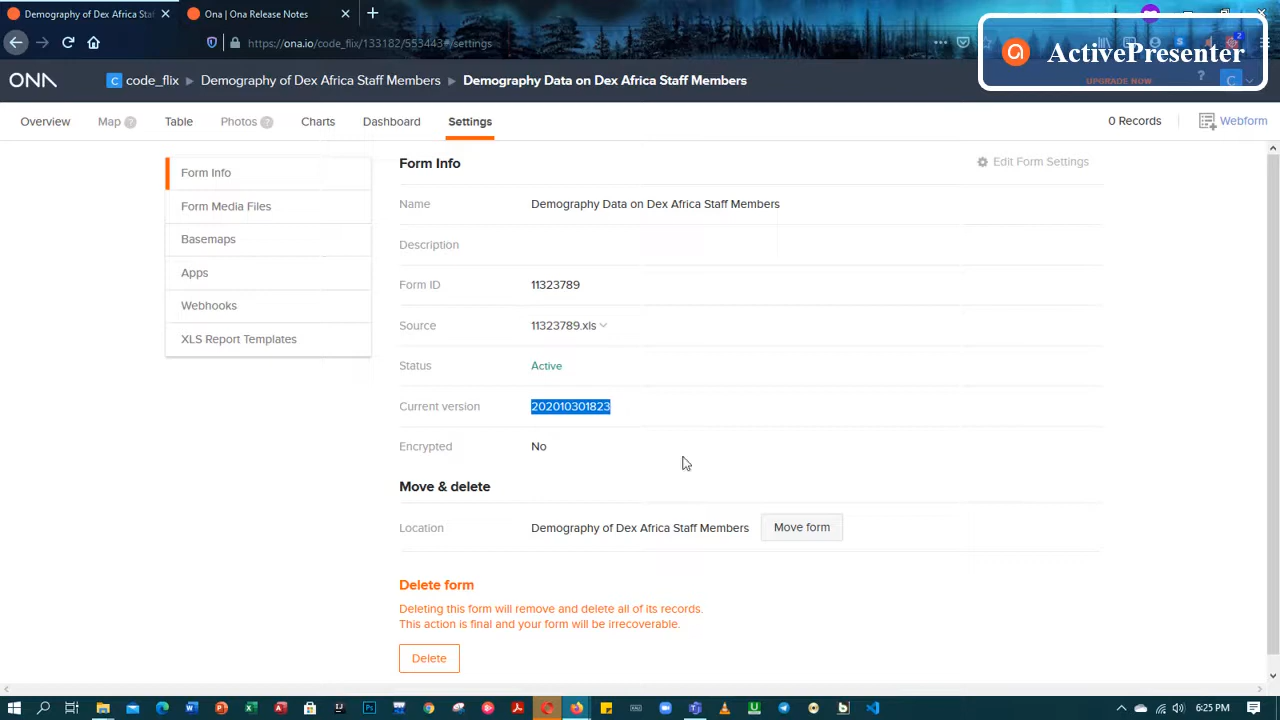 Demography of Dex Africa Staf
Ona | Ona Release Notes
ona.io/code_flix/133182/553443#/settings
ActivePresenter
ONA
C code_flix ▸ Demography of Dex Africa Staff Members ▸ Demography Data on Dex Africa Staff Members
UPGRADE NOW
? C
Overview Map ? Table Photos ? Charts Dashboard Settings 0 Records Webform
Form Info
Form Media Files
Basemaps
Apps
Webhooks
XLS Report Templates
Form Info Edit Form Settings
Name Demography Data on Dex Africa Staff Members
Description
Form ID 11323789
Source 11323789.xls
Status Active
Current version 202010301823
Encrypted No
Move & delete
Location Demography of Dex Africa Staff Members Move form
Delete form
Deleting this form will remove and delete all of its records.
This action is final and your form will be irrecoverable.
Delete
6:25 PM